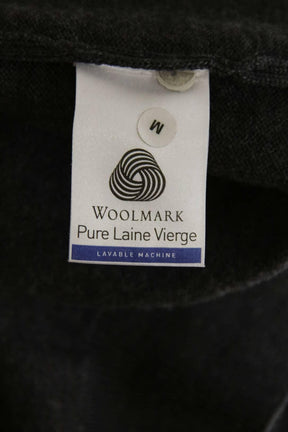 M
WOOLMARK
Pure Laine Vierge
LAVABLE MACHINE